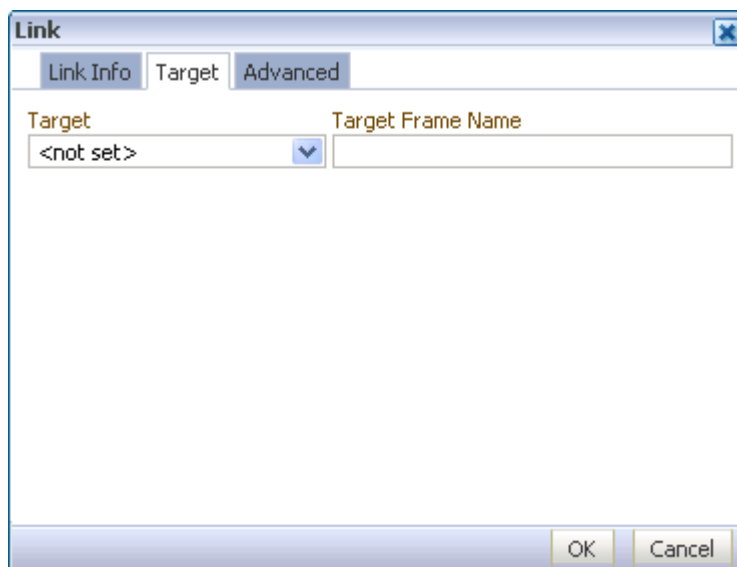 Link
Link Info Target Advanced
Target Target Frame Name
<not set>
OK Cancel